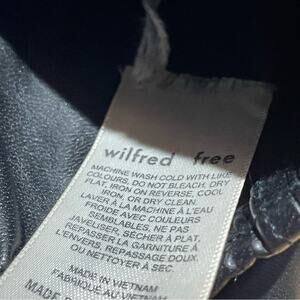 wilfred free
MACHINE WASH COLD WITH LIKE
COLOURS, DO NOT BLEACH, DRY
FLAT, IRON ON REVERSE, COOL
IRON, OR DRY CLEAN.
LAVER À LA MACHINE À L'EAU
FROIDE AVEC COULEURS
SEMBLABLES, NE PAS
JAVELISER, SÉCHER À PLAT,
REPASSER LA GARNITURE À
L'ENVERS, REPASSAGE DOUX,
OU NETTOYER À SEC.
MADE IN VIETNAM
FABRIQUÉ AU VIETNAM
MADE